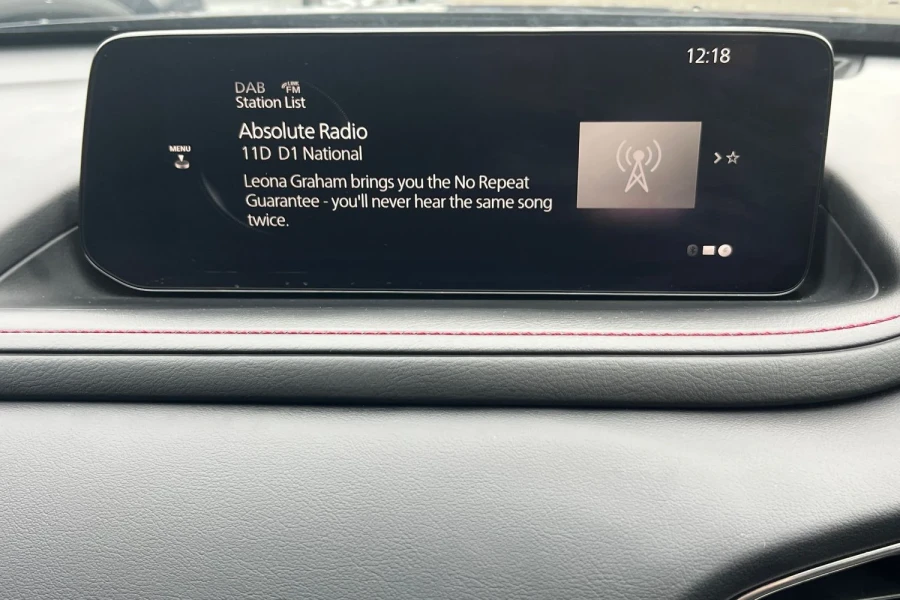 12:18
DAB LINK FM
Station List
Absolute Radio
MENU
11D D1 National
Leona Graham brings you the No Repeat
Guarantee - you'll never hear the same song
twice.